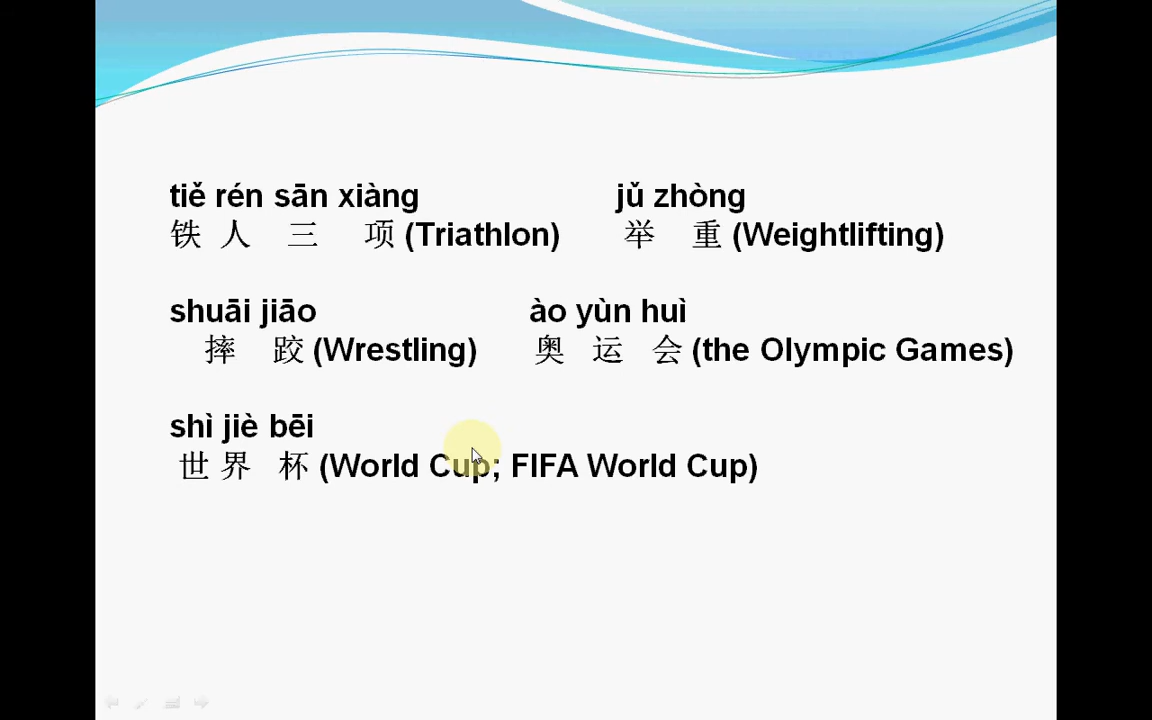 tiě rén sān xiàng jǔ zhòng
铁 人 三 项 (Triathlon) 举 重 (Weightlifting)
shuāi jiāo ào yùn huì
摔 跤 (Wrestling) 奥 运 会 (the Olympic Games)
shì jiè bēi
世 界 杯 (World Cup; FIFA World Cup)